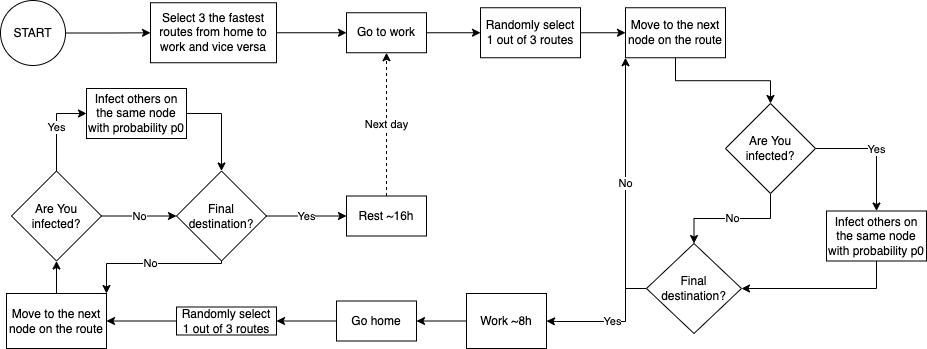 START
Select 3 the fastest
routes from home to
work and vice versa
Go to work
Randomly select
1 out of 3 routes
Move to the next
node on the route
Are You
infected?
Yes
Infect others on
the same node
with probability p0
No
Final
destination?
No
Yes
Work ~8h
Go home
Randomly select
1 out of 3 routes
Move to the next
node on the route
Are You
infected?
Yes
Infect others on
the same node
with probability p0
No
Final
destination?
No
Yes
Rest ~16h
Next day